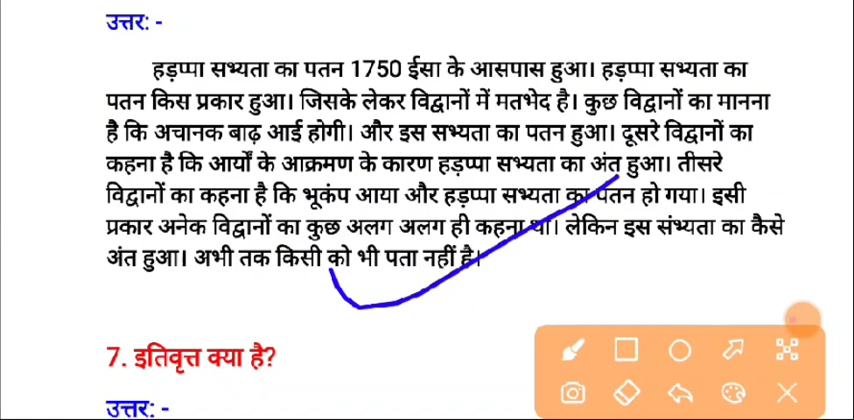 उत्तर: -
हड़प्पा सभ्यता का पतन 1750 ईसा के आसपास हुआ। हड़प्पा सभ्यता का
पतन किस प्रकार हुआ। जिसके लेकर विद्वानों में मतभेद है। कुछ विद्वानों का मानना
है कि अचानक बाढ़ आई होगी। और इस सभ्यता का पतन हुआ। दूसरे विद्वानों का
कहना है कि आर्यों के आक्रमण के कारण हड़प्पा सभ्यता का अंत हुआ। तीसरे
विद्वानों का कहना है कि भूकंप आया और हड़प्पा सभ्यता का पतन हो गया। इसी
प्रकार अनेक विद्वानों का कुछ अलग अलग ही कहना था। लेकिन इस संभ्यता का कैसे
अंत हुआ। अभी तक किसी को भी पता नहीं है।
7. इतिवृत्त क्या है?
उत्तर: -